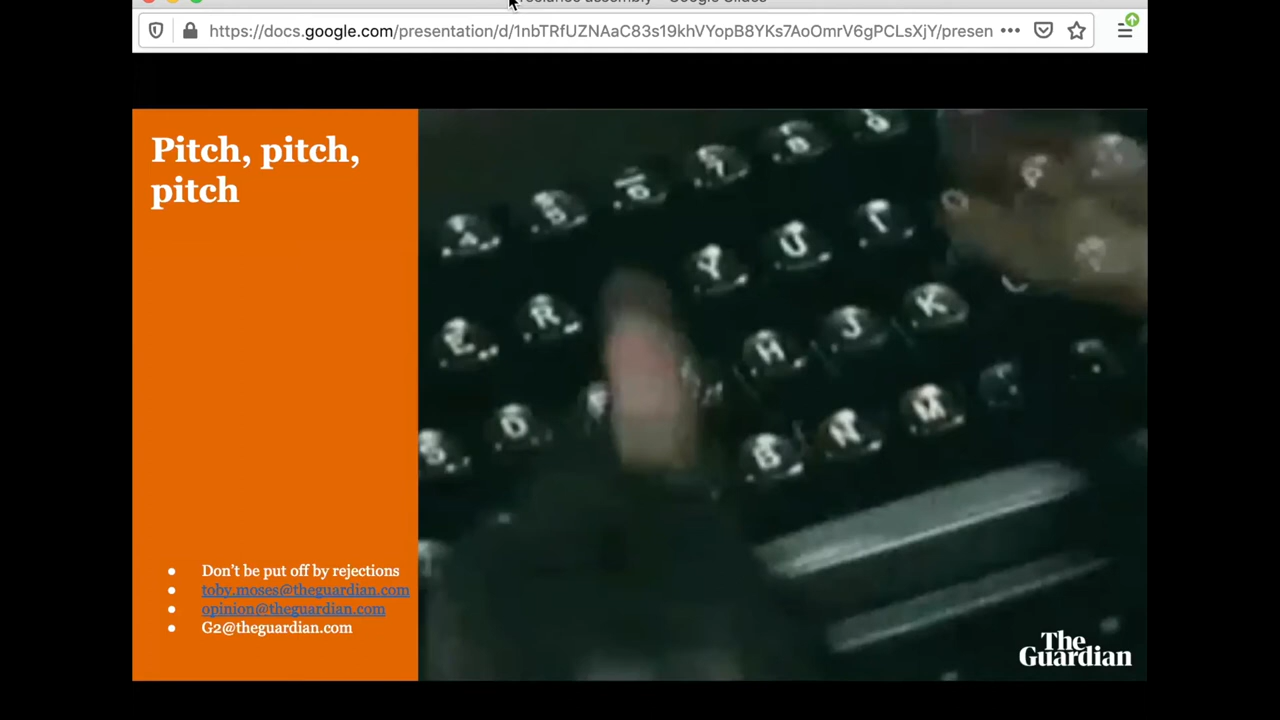 https://docs.google.com/presentation/d/1nbTRfUZNAaC83s19khVYopB8YKs7AoOmrV6gPCLsXjY/presen
Pitch, pitch,
pitch
Y U
E R
H J K
S D
B N M
Don't be put off by rejections
toby.moses@theguardian.com
opinion@theguardian.com
G2@theguardian.com
The
Guardian